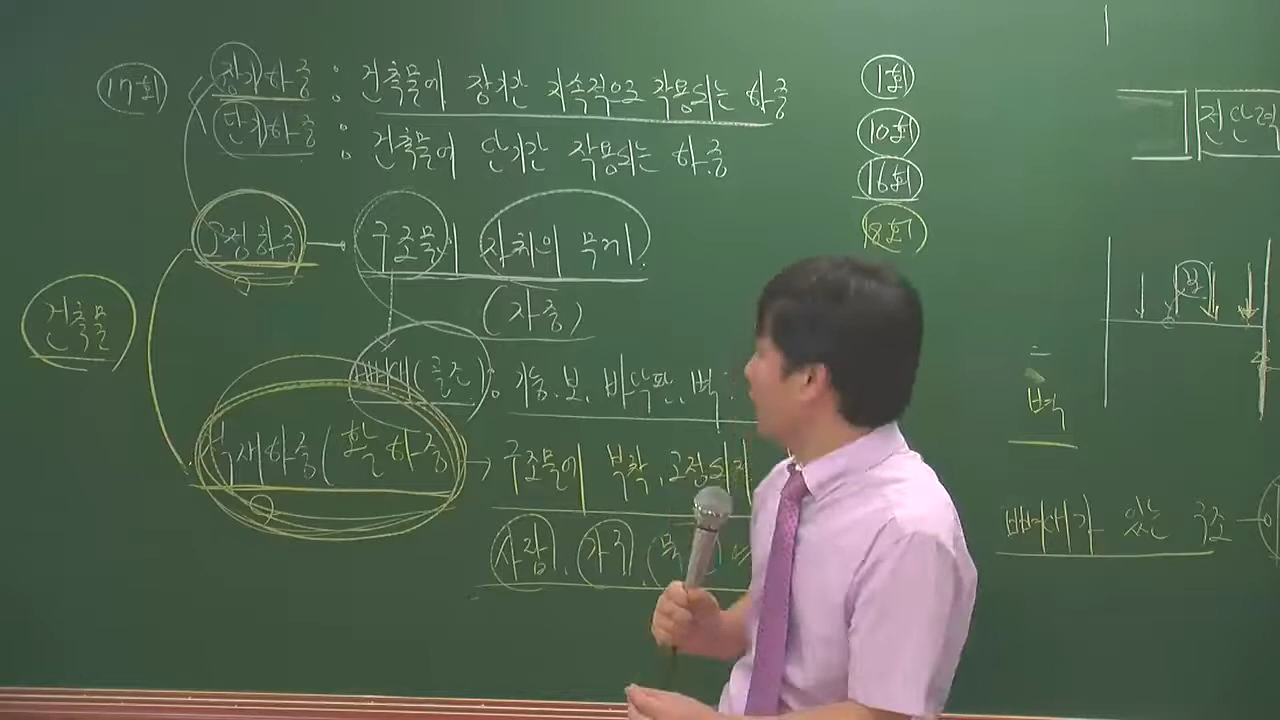 17회 장기하중 : 건축물에 장기간 지속적으로 작용되는 하중
단기하중 : 건축물에 단기간 작용되는 하중
고정하중 구조물이 자체의 무게
(자중)
건축물
뼈대(골조) : 기둥, 보, 바닥판, 벽
적재하중(활하중) → 구조물에 부착, 고정되지
사람, 가구,
1회
10회
16회
18회
전단력
벽
뼈대가 있는 구조